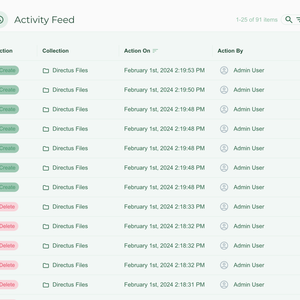 Activity Feed
1-25 of 91 items
ction Collection Action On Action By
Create Directus Files February 1st, 2024 2:19:53 PM Admin User
Create Directus Files February 1st, 2024 2:19:50 PM Admin User
Create Directus Files February 1st, 2024 2:19:48 PM Admin User
Create Directus Files February 1st, 2024 2:19:48 PM Admin User
Create Directus Files February 1st, 2024 2:19:48 PM Admin User
Create Directus Files February 1st, 2024 2:19:48 PM Admin User
Create Directus Files February 1st, 2024 2:19:48 PM Admin User
Delete Directus Files February 1st, 2024 2:18:33 PM Admin User
Delete Directus Files February 1st, 2024 2:18:32 PM Admin User
Delete Directus Files February 1st, 2024 2:18:32 PM Admin User
Delete Directus Files February 1st, 2024 2:18:32 PM Admin User
Delete Directus Files February 1st, 2024 2:18:31 PM Admin User